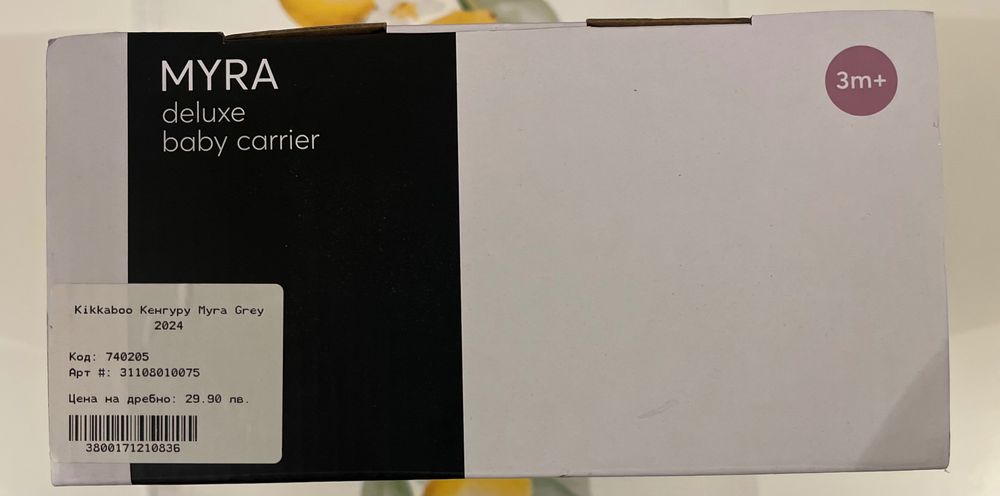 MYRA
deluxe
baby carrier
3m+
Kikkaboo Кенгуру Myra Grey
2024
Код: 740205
Арт #: 31108010075
Цена на дребно: 29.90 лв.
3800171210836